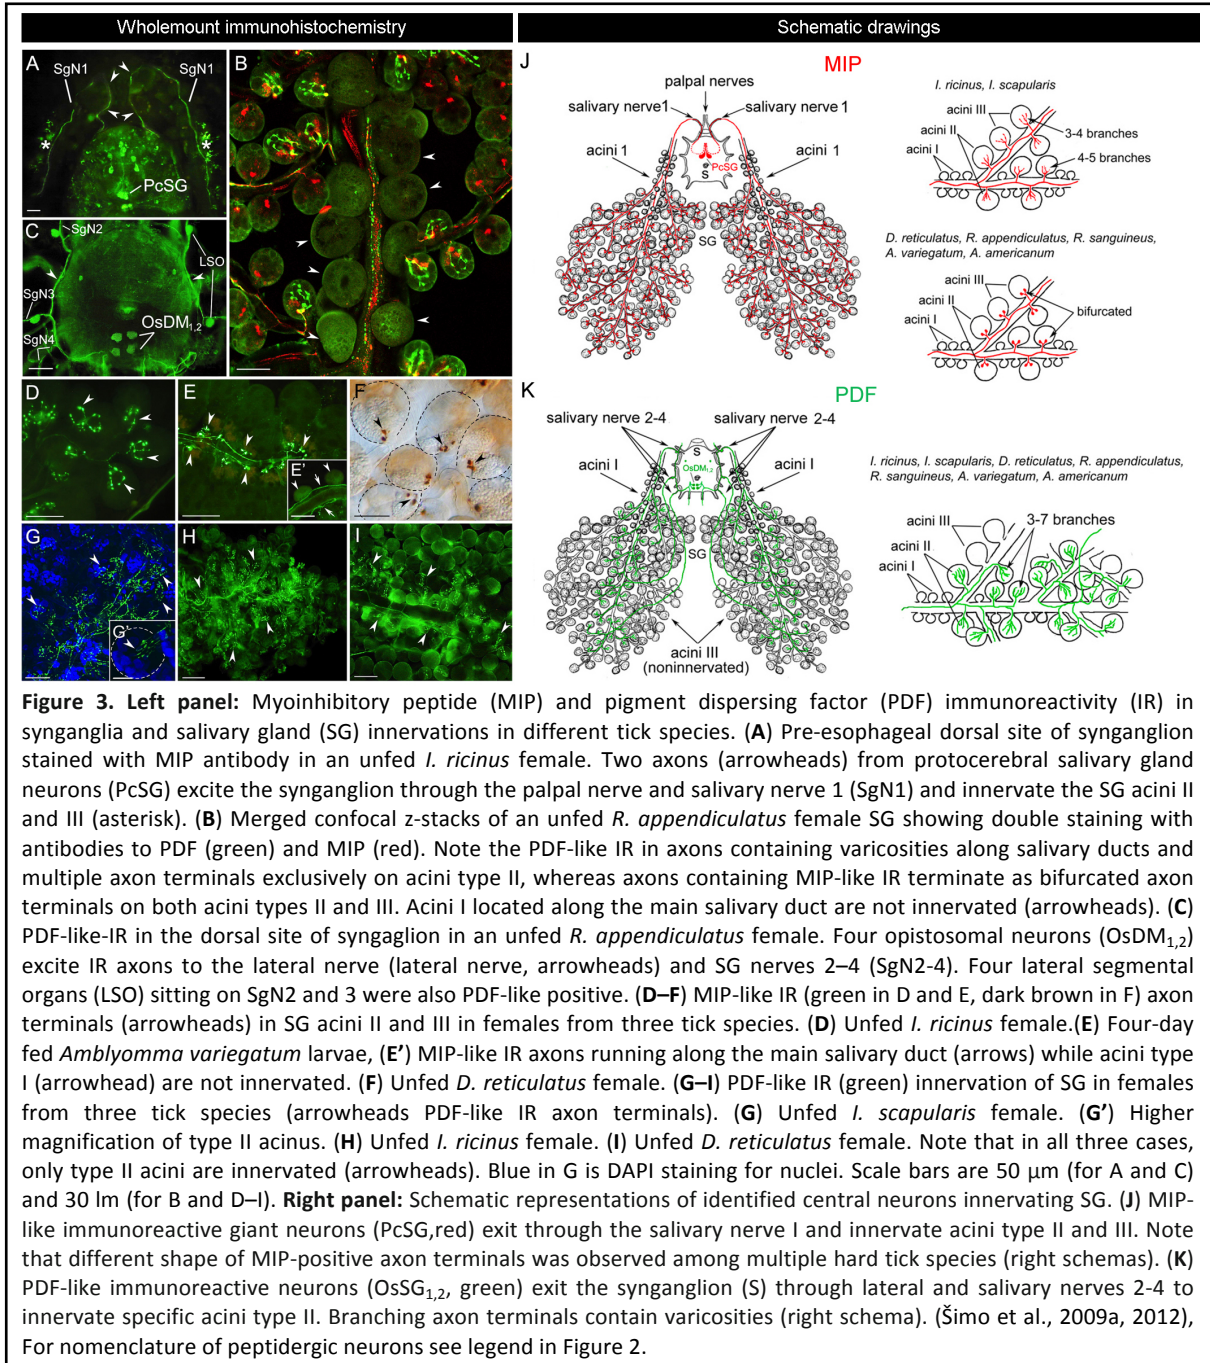 Wholemount immunohistochemistry
Schematic drawings
A
SgN1
SgN1
*
*
PcSG
B
C
SgN2
LSO
SgN3
OsDM1,2
SgN4
D
E
E’
F
G
G’
H
I
J
MIP
palpal nerves
salivary nerve1
salivary nerve 1
acini 1
acini 1
S
PcSG
SG
I. ricinus, I. scapularis
acini III
acini II
acini I
3-4 branches
4-5 branches
D. reticulatus, R. appendiculatus, R. sanguineus,
A. variegatum, A. americanum
acini III
acini II
acini I
bifurcated
K
PDF
salivary nerve 2-4
salivary nerve 2-4
S
OsDM1,2
acini I
acini I
SG
acini III
(noninnervated)
I. ricinus, I. scapularis, D. reticulatus, R. appendiculatus,
R. sanguineus, A. variegatum, A. americanum
acini III
acini II
acini I
3-7 branches
Figure 3. Left panel: Myoinhibitory peptide (MIP) and pigment dispersing factor (PDF) immunoreactivity (IR) in
synganglia and salivary gland (SG) innervations in different tick species. (A) Pre-esophageal dorsal site of synganglion
stained with MIP antibody in an unfed I. ricinus female. Two axons (arrowheads) from protocerebral salivary gland
neurons (PcSG) excite the synganglion through the palpal nerve and salivary nerve 1 (SgN1) and innervate the SG acini II
and III (asterisk). (B) Merged confocal z-stacks of an unfed R. appendiculatus female SG showing double staining with
antibodies to PDF (green) and MIP (red). Note the PDF-like IR in axons containing varicosities along salivary ducts and
multiple axon terminals exclusively on acini type II, whereas axons containing MIP-like IR terminate as bifurcated axon
terminals on both acini types II and III. Acini I located along the main salivary duct are not innervated (arrowheads). (C)
PDF-like-IR in the dorsal site of syngaglion in an unfed R. appendiculatus female. Four opistosomal neurons (OsDM1,2)
excite IR axons to the lateral nerve (lateral nerve, arrowheads) and SG nerves 2–4 (SgN2-4). Four lateral segmental
organs (LSO) sitting on SgN2 and 3 were also PDF-like positive. (D–F) MIP-like IR (green in D and E, dark brown in F) axon
terminals (arrowheads) in SG acini II and III in females from three tick species. (D) Unfed I. ricinus female.(E) Four-day
fed Amblyomma variegatum larvae, (E’) MIP-like IR axons running along the main salivary duct (arrows) while acini type
I (arrowhead) are not innervated. (F) Unfed D. reticulatus female. (G–I) PDF-like IR (green) innervation of SG in females
from three tick species (arrowheads PDF-like IR axon terminals). (G) Unfed I. scapularis female. (G’) Higher
magnification of type II acinus. (H) Unfed I. ricinus female. (I) Unfed D. reticulatus female. Note that in all three cases,
only type II acini are innervated (arrowheads). Blue in G is DAPI staining for nuclei. Scale bars are 50 µm (for A and C)
and 30 lm (for B and D–I). Right panel: Schematic representations of identified central neurons innervating SG. (J) MIP-
like immunoreactive giant neurons (PcSG,red) exit through the salivary nerve I and innervate acini type II and III. Note
that different shape of MIP-positive axon terminals was observed among multiple hard tick species (right schemas). (K)
PDF-like immunoreactive neurons (OsSG1,2, green) exit the synganglion (S) through lateral and salivary nerves 2-4 to
innervate specific acini type II. Branching axon terminals contain varicosities (right schema). (Šimo et al., 2009a, 2012),
For nomenclature of peptidergic neurons see legend in Figure 2.